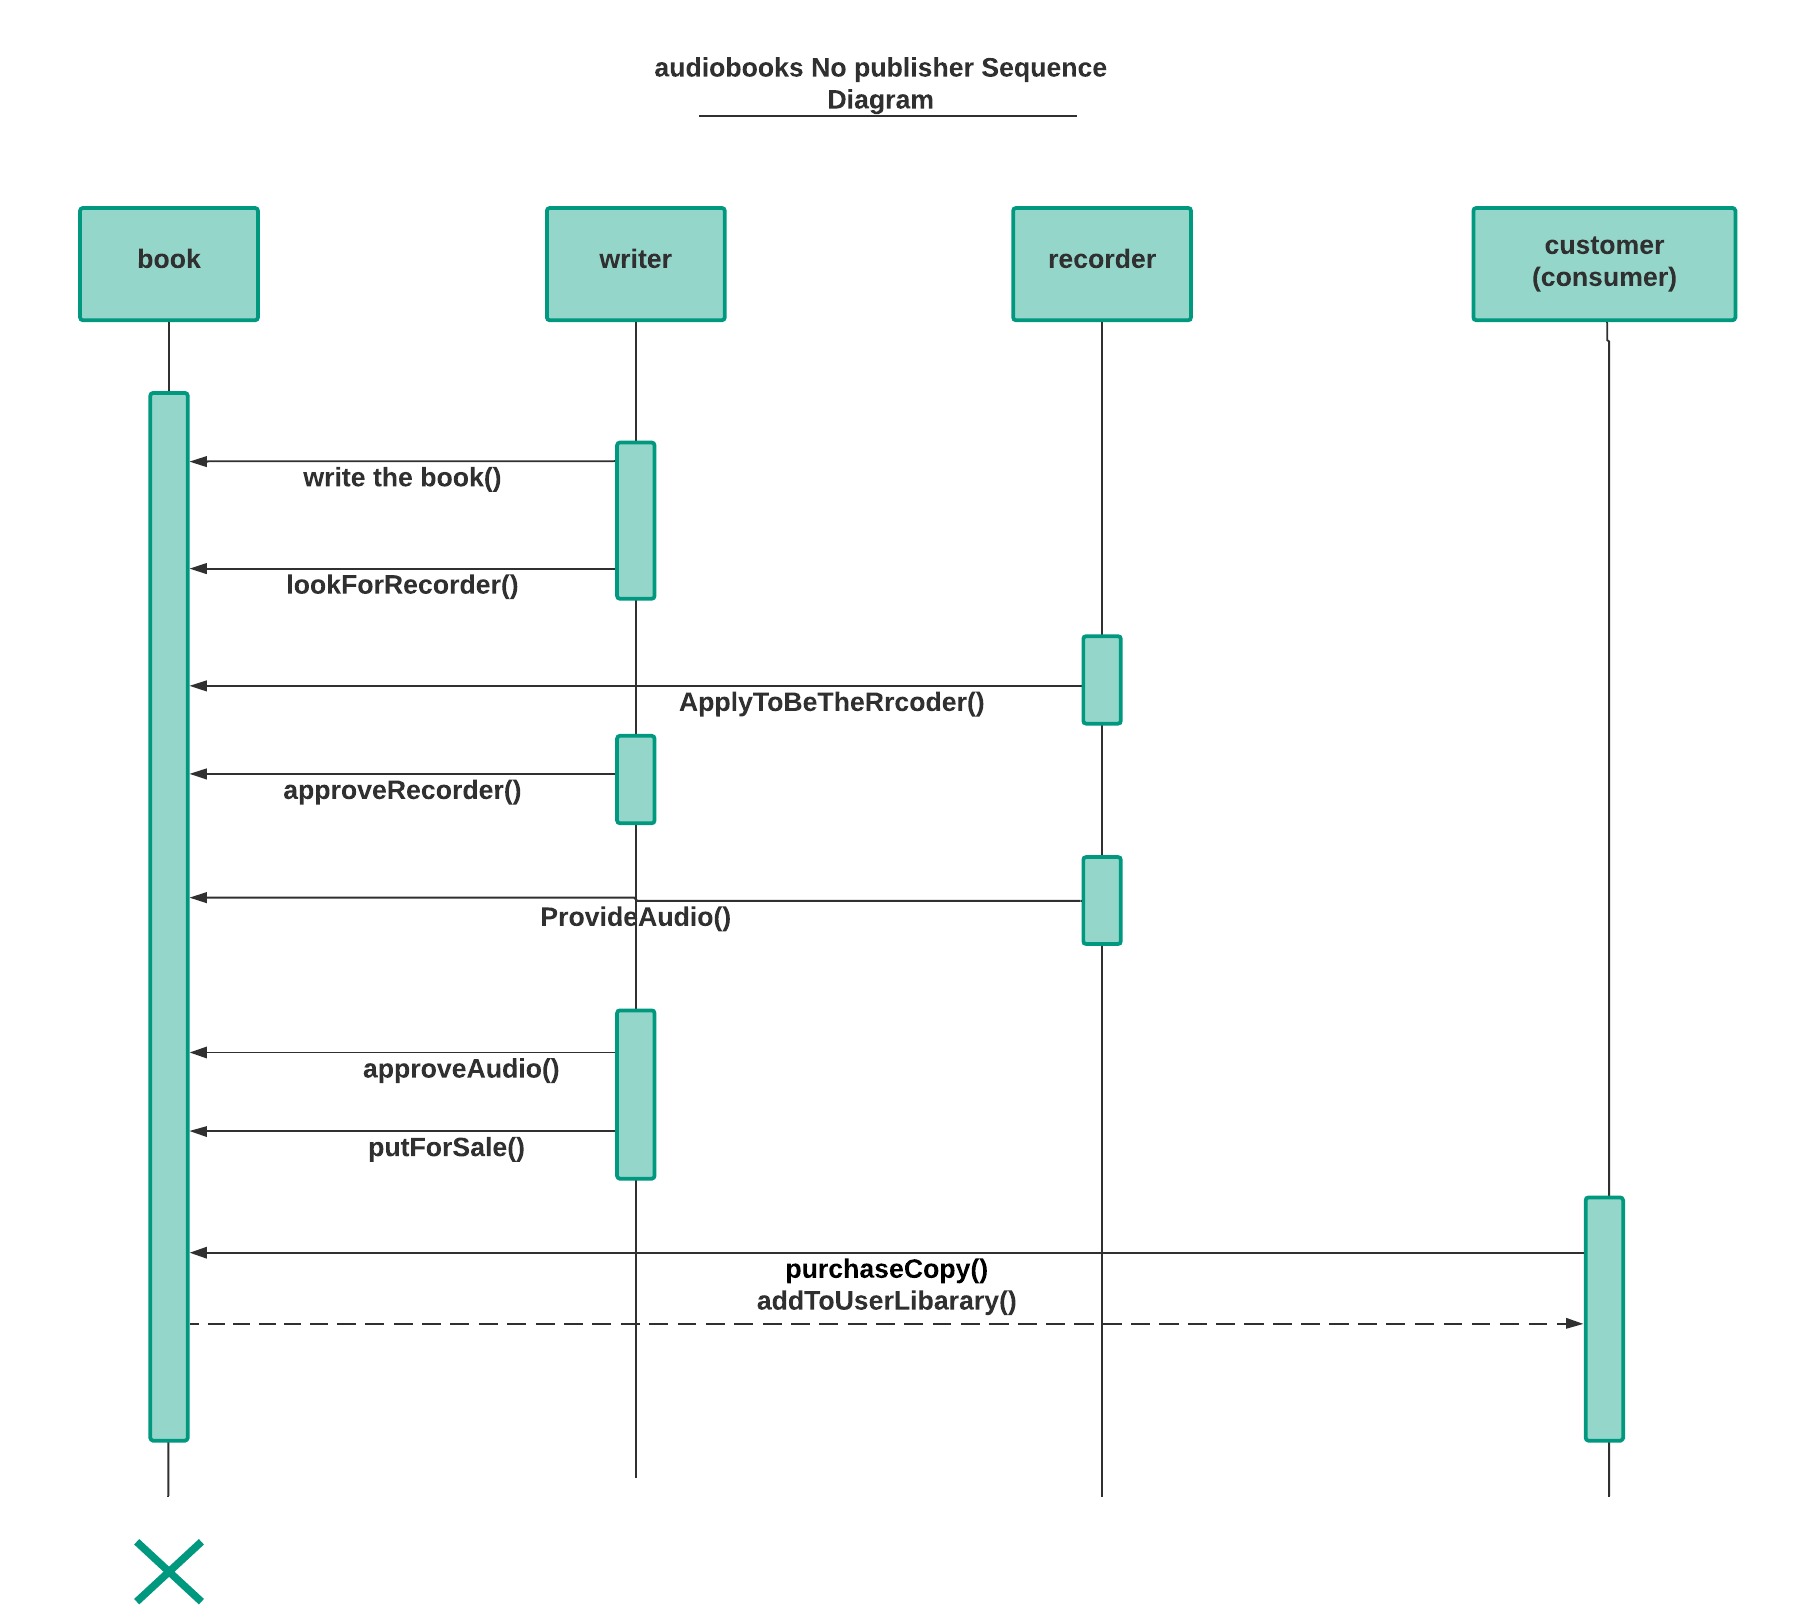 audiobooks No publisher Sequence
Diagram
book
writer
recorder
customer
(consumer)
write the book()
lookForRecorder()
ApplyToBeTheRrcoder()
approveRecorder()
ProvideAudio()
approveAudio()
putForSale()
purchaseCopy()
addToUserLibarary()